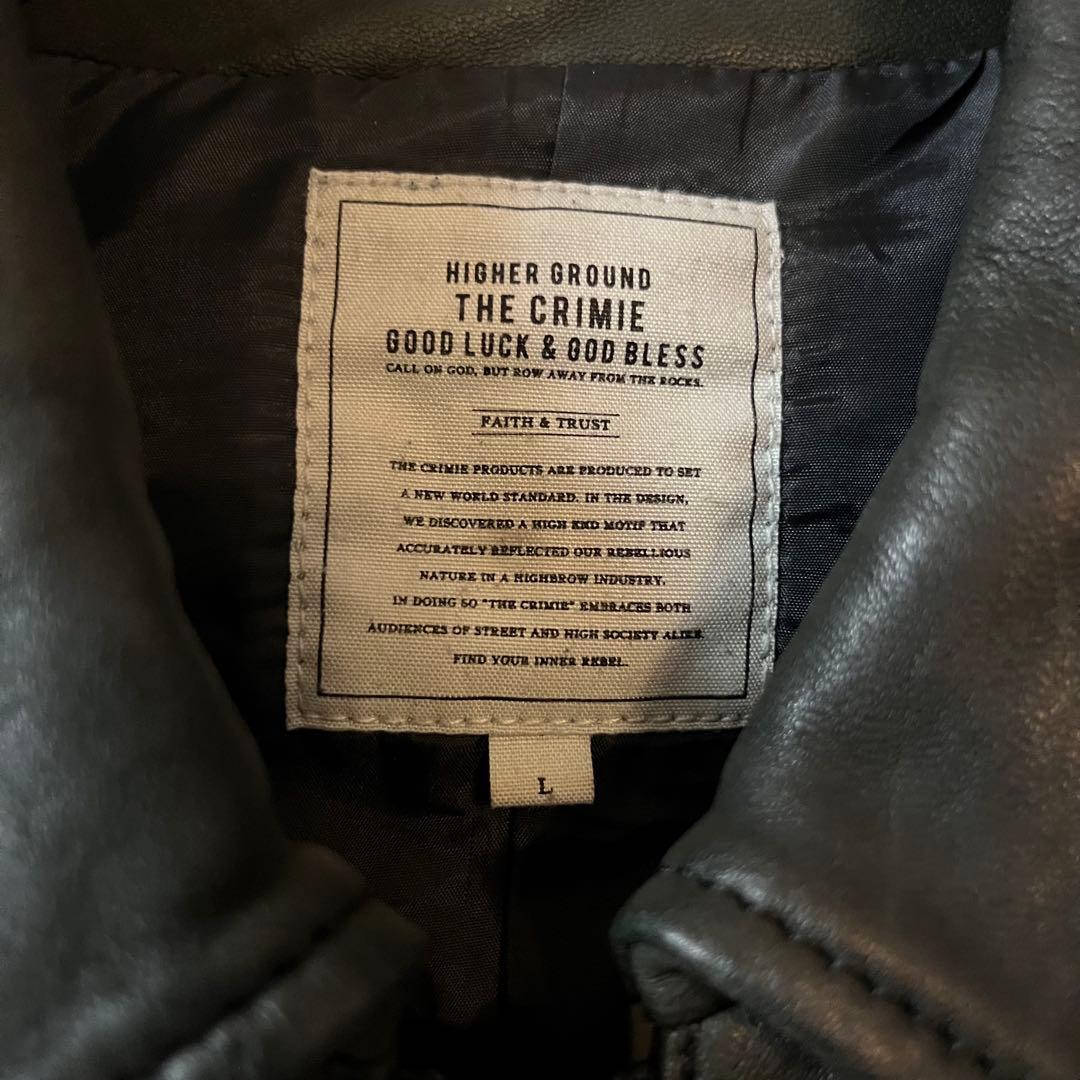 HIGHER GROUND
THE CRIMIE
GOOD LUCK & GOD BLESS
CALL ON GOD, BUT ROW AWAY FROM THE ROCKS.
FAITH & TRUST
THE CRIMIE PRODUCTS ARE PRODUCED TO SET
A NEW WORLD STANDARD. IN THE DESIGN,
WE DISCOVERED A HIGH END MOTIF THAT
ACCURATELY REFLECTED OUR REBELLIOUS
NATURE IN A HIGHBROW INDUSTRY.
IN DOING SO "THE CRIMIE" EMBRACES BOTH
AUDIENCES OF STREET AND HIGH SOCIETY ALIKE.
FIND YOUR INNER REBEL.
L